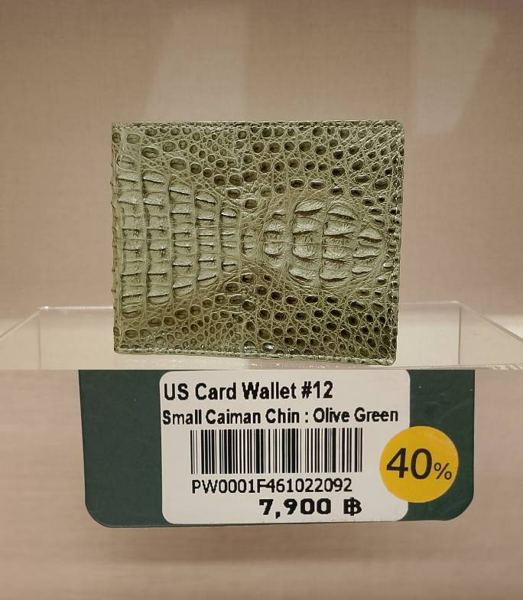 US Card Wallet #12
Small Caiman Chin : Olive Green
PW0001F461022092
7,900 ฿
40%